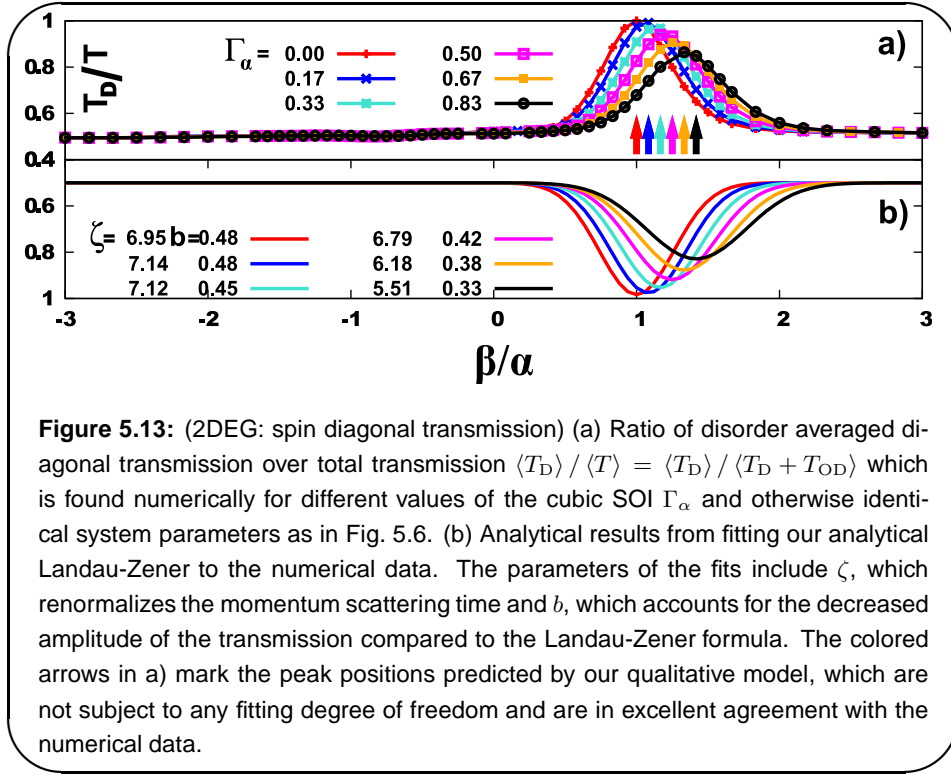 1
0.8
0.6
0.4
T_D/T
Γ_α = 0.00 0.50
0.17 0.67
0.33 0.83
a)
0.6
0.8
1
ζ= 6.95 b=0.48 6.79 0.42
7.14 0.48 6.18 0.38
7.12 0.45 5.51 0.33
b)
-3 -2 -1 0 1 2 3
β/α
Figure 5.13: (2DEG: spin diagonal transmission) (a) Ratio of disorder averaged di-
agonal transmission over total transmission ⟨T_D⟩ / ⟨T⟩ = ⟨T_D⟩ / ⟨T_D + T_OD⟩ which
is found numerically for different values of the cubic SOI Γ_α and otherwise identi-
cal system parameters as in Fig. 5.6. (b) Analytical results from fitting our analytical
Landau-Zener to the numerical data. The parameters of the fits include ζ, which
renormalizes the momentum scattering time and b, which accounts for the decreased
amplitude of the transmission compared to the Landau-Zener formula. The colored
arrows in a) mark the peak positions predicted by our qualitative model, which are
not subject to any fitting degree of freedom and are in excellent agreement with the
numerical data.